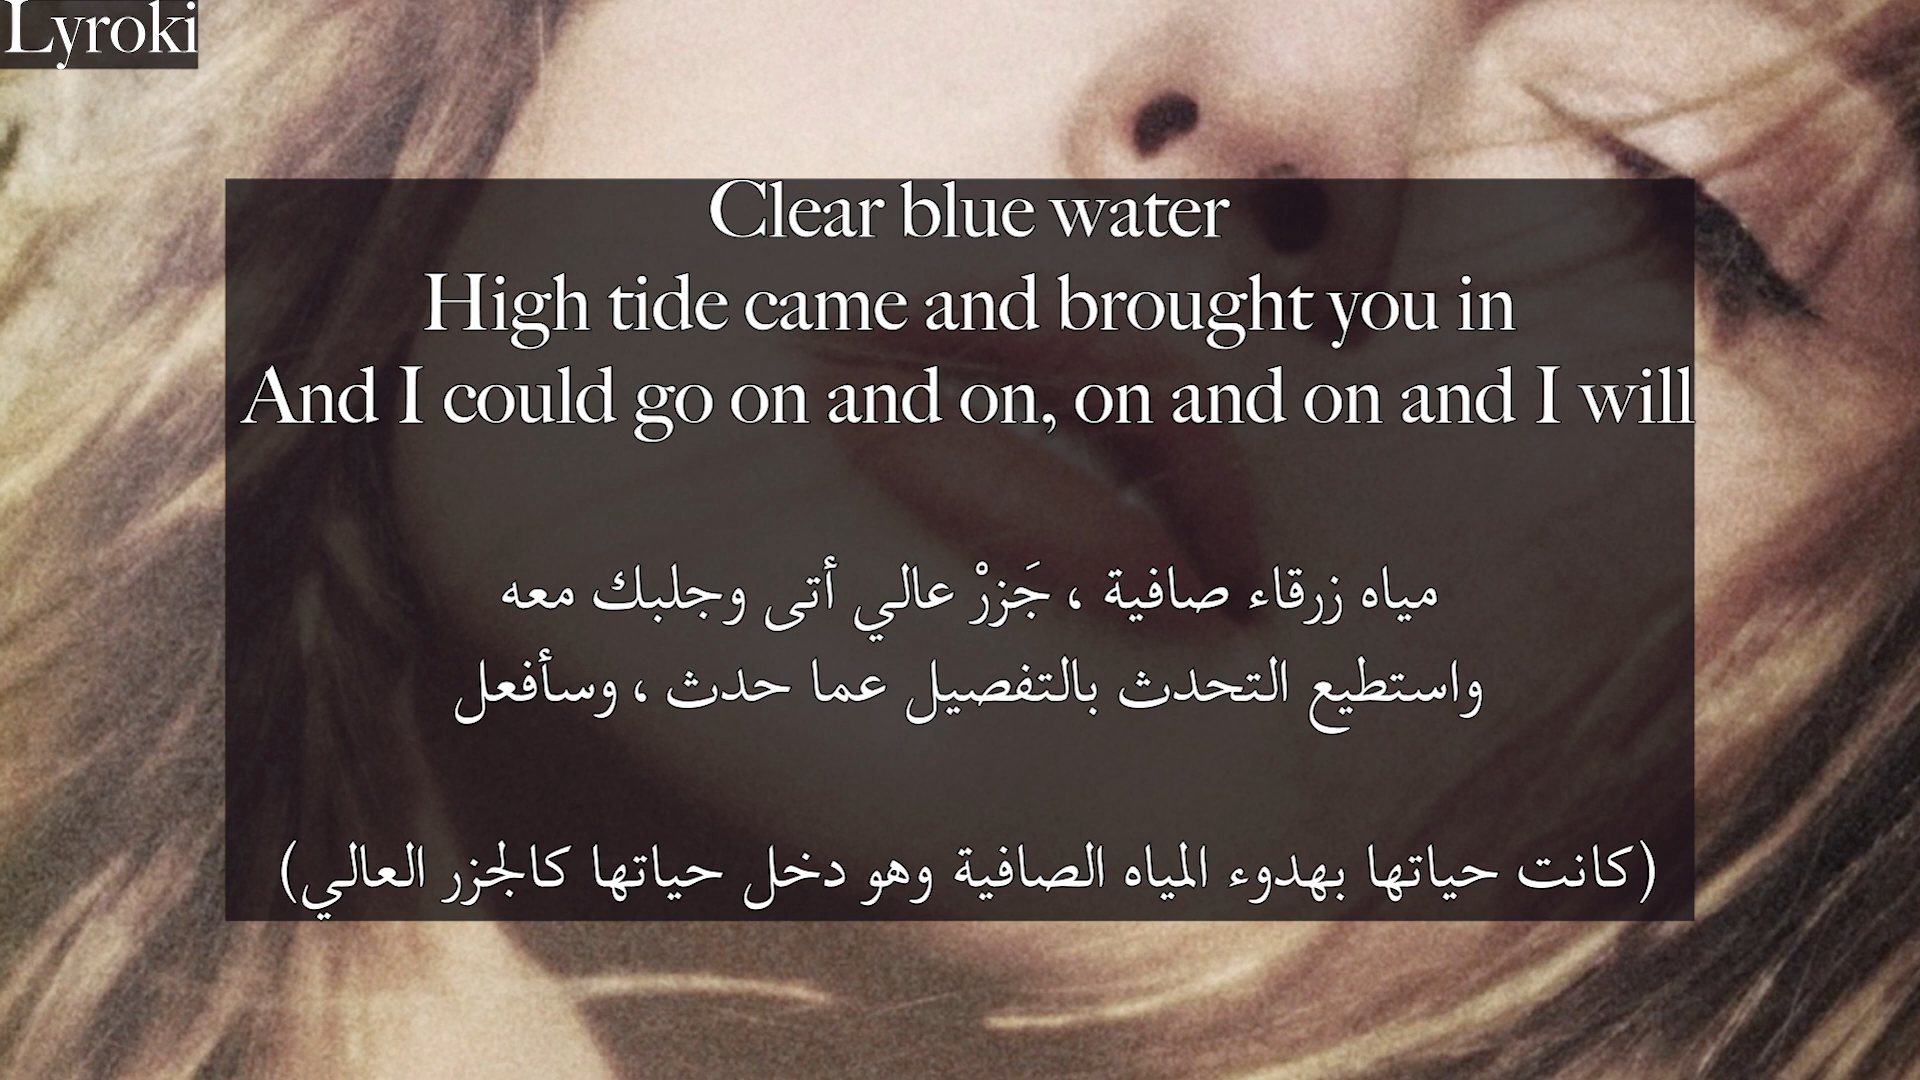 Lyroki
Clear blue water
High tide came and brought you in
And I could go on and on, on and on and I will
مياه زرقاء صافية ، جَزرْ عالي أتى وجلبك معه
واستطيع التحدث بالتفصيل عما حدث ، وسأفعل
(كانت حياتها بهدوء المياه الصافية وهو دخل حياتها كالجزر العالي)